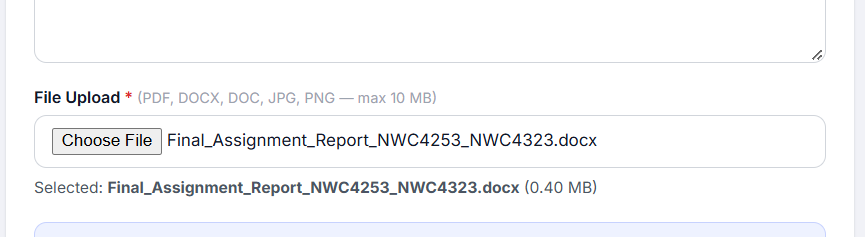 File Upload * (PDF, DOCX, DOC, JPG, PNG — max 10 MB)
Choose File Final_Assignment_Report_NWC4253_NWC4323.docx
Selected: Final_Assignment_Report_NWC4253_NWC4323.docx (0.40 MB)